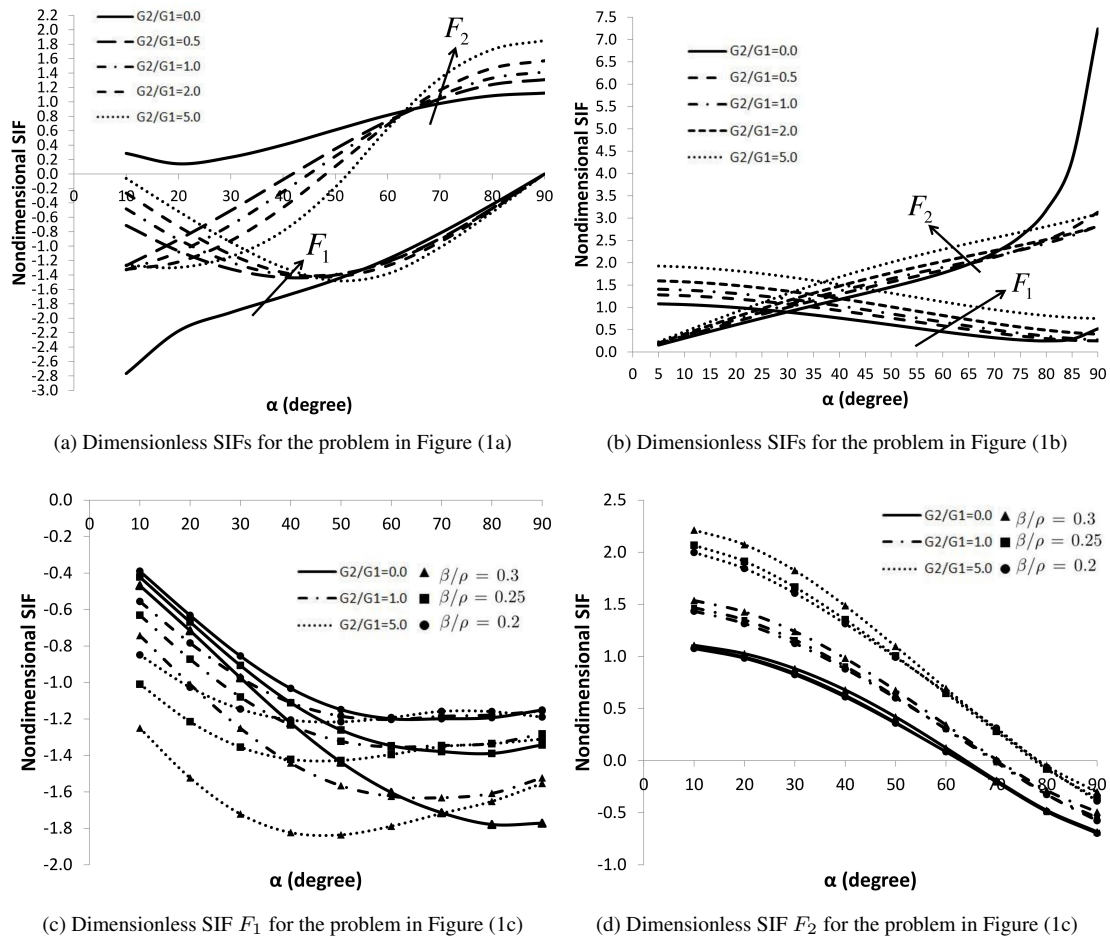 2.2
2.0
1.8
1.6
1.4
1.2
1.0
0.8
0.6
0.4
0.2
0.0
-0.2
-0.4
-0.6
-0.8
-1.0
-1.2
-1.4
-1.6
-1.8
-2.0
-2.2
-2.4
-2.6
-2.8
-3.0
Nondimensional SIF
G2/G1=0.0
G2/G1=0.5
G2/G1=1.0
G2/G1=2.0
G2/G1=5.0
F2
F1
0 10 20 30 40 50 60 70 80 90
α (degree)
(a) Dimensionless SIFs for the problem in Figure (1a)
7.5
7.0
6.5
6.0
5.5
5.0
4.5
4.0
3.5
3.0
2.5
2.0
1.5
1.0
0.5
0.0
Nondimensional SIF
G2/G1=0.0
G2/G1=0.5
G2/G1=1.0
G2/G1=2.0
G2/G1=5.0
F2
F1
0 5 10 15 20 25 30 35 40 45 50 55 60 65 70 75 80 85 90
α (degree)
(b) Dimensionless SIFs for the problem in Figure (1b)
0.0
-0.2
-0.4
-0.6
-0.8
-1.0
-1.2
-1.4
-1.6
-1.8
-2.0
Nondimensional SIF
0 10 20 30 40 50 60 70 80 90
G2/G1=0.0 β/ρ = 0.3
G2/G1=1.0 β/ρ = 0.25
G2/G1=5.0 β/ρ = 0.2
α (degree)
(c) Dimensionless SIF F1 for the problem in Figure (1c)
2.5
2.0
1.5
1.0
0.5
0.0
-0.5
-1.0
Nondimensional SIF
G2/G1=0.0 β/ρ = 0.3
G2/G1=1.0 β/ρ = 0.25
G2/G1=5.0 β/ρ = 0.2
0 10 20 30 40 50 60 70 80 90
α (degree)
(d) Dimensionless SIF F2 for the problem in Figure (1c)